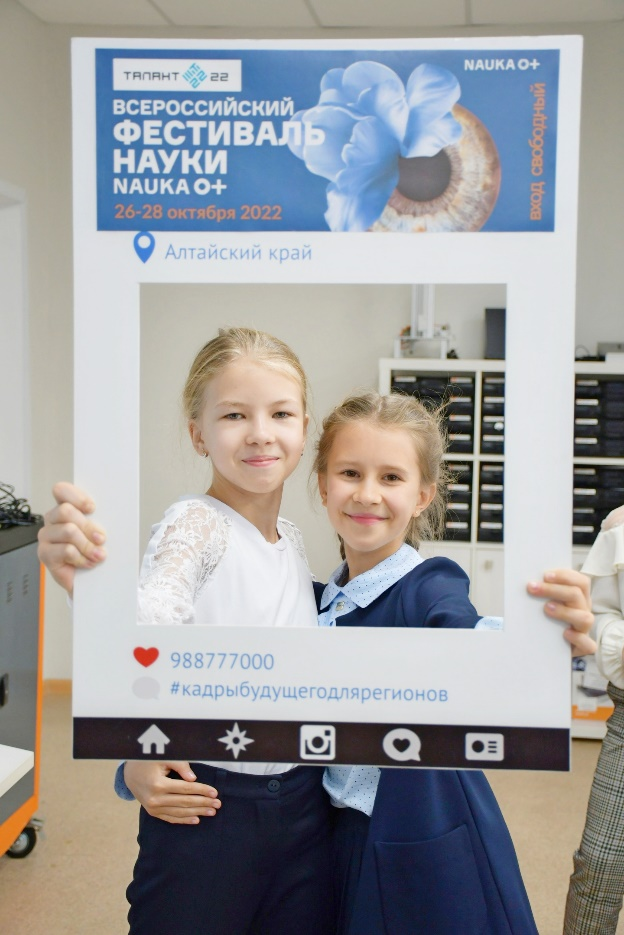 ТАЛАНТ 22
NAUKA 0+
ВСЕРОССИЙСКИЙ
ФЕСТИВАЛЬ
НАУКИ
NAUKA 0+
26-28 октября 2022
вход свободный
Алтайский край
988777000
#кадрыбудущегодлярегионов